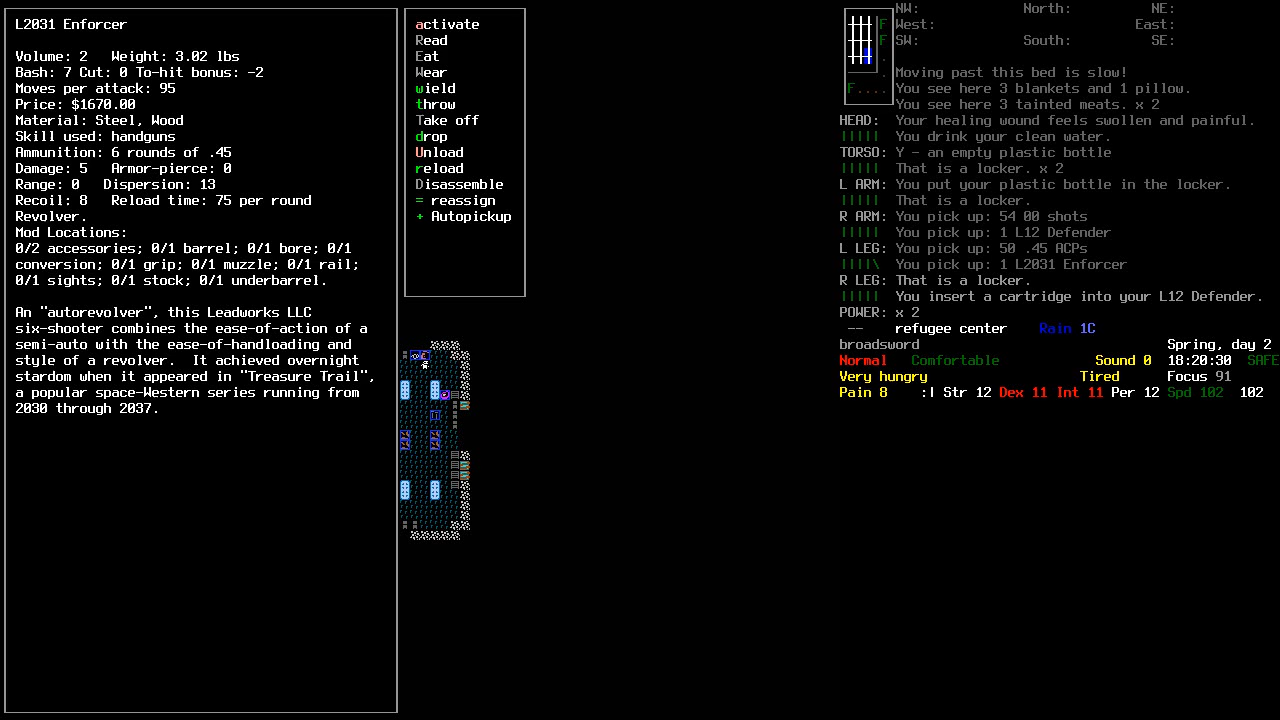 L2031 Enforcer
Volume: 2   Weight: 3.02 lbs
Bash: 7 Cut: 0 To-hit bonus: -2
Moves per attack: 95
Price: $1670.00
Material: Steel, Wood
Skill used: handguns
Ammunition: 6 rounds of .45
Damage: 5   Armor-pierce: 0
Range: 0   Dispersion: 13
Recoil: 8   Reload time: 75 per round
Revolver.
Mod Locations:
0/2 accessories; 0/1 barrel; 0/1 bore; 0/1
conversion; 0/1 grip; 0/1 muzzle; 0/1 rail;
0/1 sights; 0/1 stock; 0/1 underbarrel.
An "autorevolver", this Leadworks LLC
six-shooter combines the ease-of-action of a
semi-auto with the ease-of-handloading and
style of a revolver.  It achieved overnight
stardom when it appeared in "Treasure Trail",
a popular space-Western series running from
2030 through 2037.
activate
Read
Eat
Wear
wield
throw
Take off
drop
Unload
reload
Disassemble
= reassign
+ Autopickup
NW: North: NE:
F West: East:
F SW: South: SE:
.
. Moving past this bed is slow!
F.... You see here 3 blankets and 1 pillow.
You see here 3 tainted meats. x 2
HEAD: Your healing wound feels swollen and painful.
||||| You drink your clean water.
TORSO: Y - an empty plastic bottle
||||| That is a locker. x 2
L ARM: You put your plastic bottle in the locker.
||||| That is a locker.
R ARM: You pick up: 54 00 shots
||||| You pick up: 1 L12 Defender
L LEG: You pick up: 50 .45 ACPs
||||\ You pick up: 1 L2031 Enforcer
R LEG: That is a locker.
||||| You insert a cartridge into your L12 Defender.
POWER: x 2
-- refugee center Rain 1C
broadsword Spring, day 2
Normal Comfortable Sound 0 18:20:30 SAFE
Very hungry Tired Focus 91
Pain 8 :| Str 12 Dex 11 Int 11 Per 12 Spd 102 102